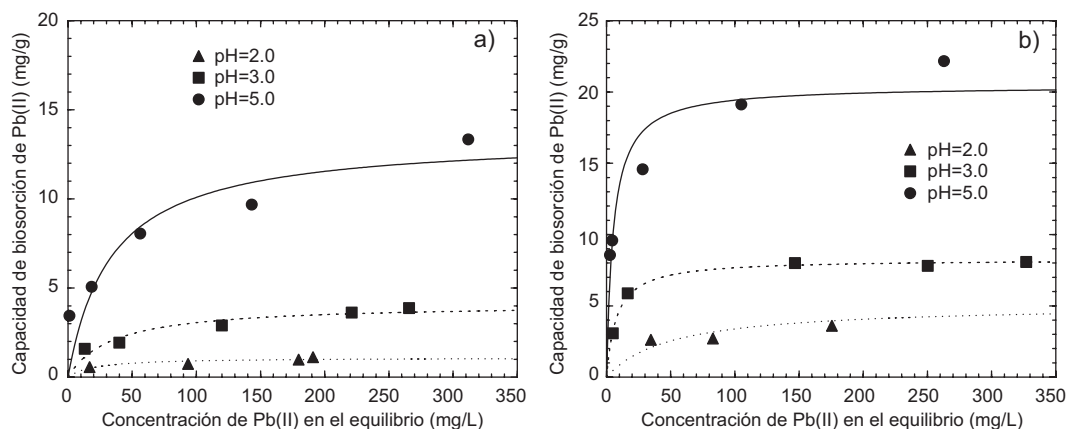 a)
pH=2.0
pH=3.0
pH=5.0
Capacidad de biosorción de Pb(II) (mg/g)
20
15
10
5
0
0 50 100 150 200 250 300 350
Concentración de Pb(II) en el equilibrio (mg/L)
b)
pH=2.0
pH=3.0
pH=5.0
Capacidad de biosorción de Pb(II) (mg/g)
25
20
15
10
5
0
0 50 100 150 200 250 300 350
Concentración de Pb(II) en el equilibrio (mg/L)